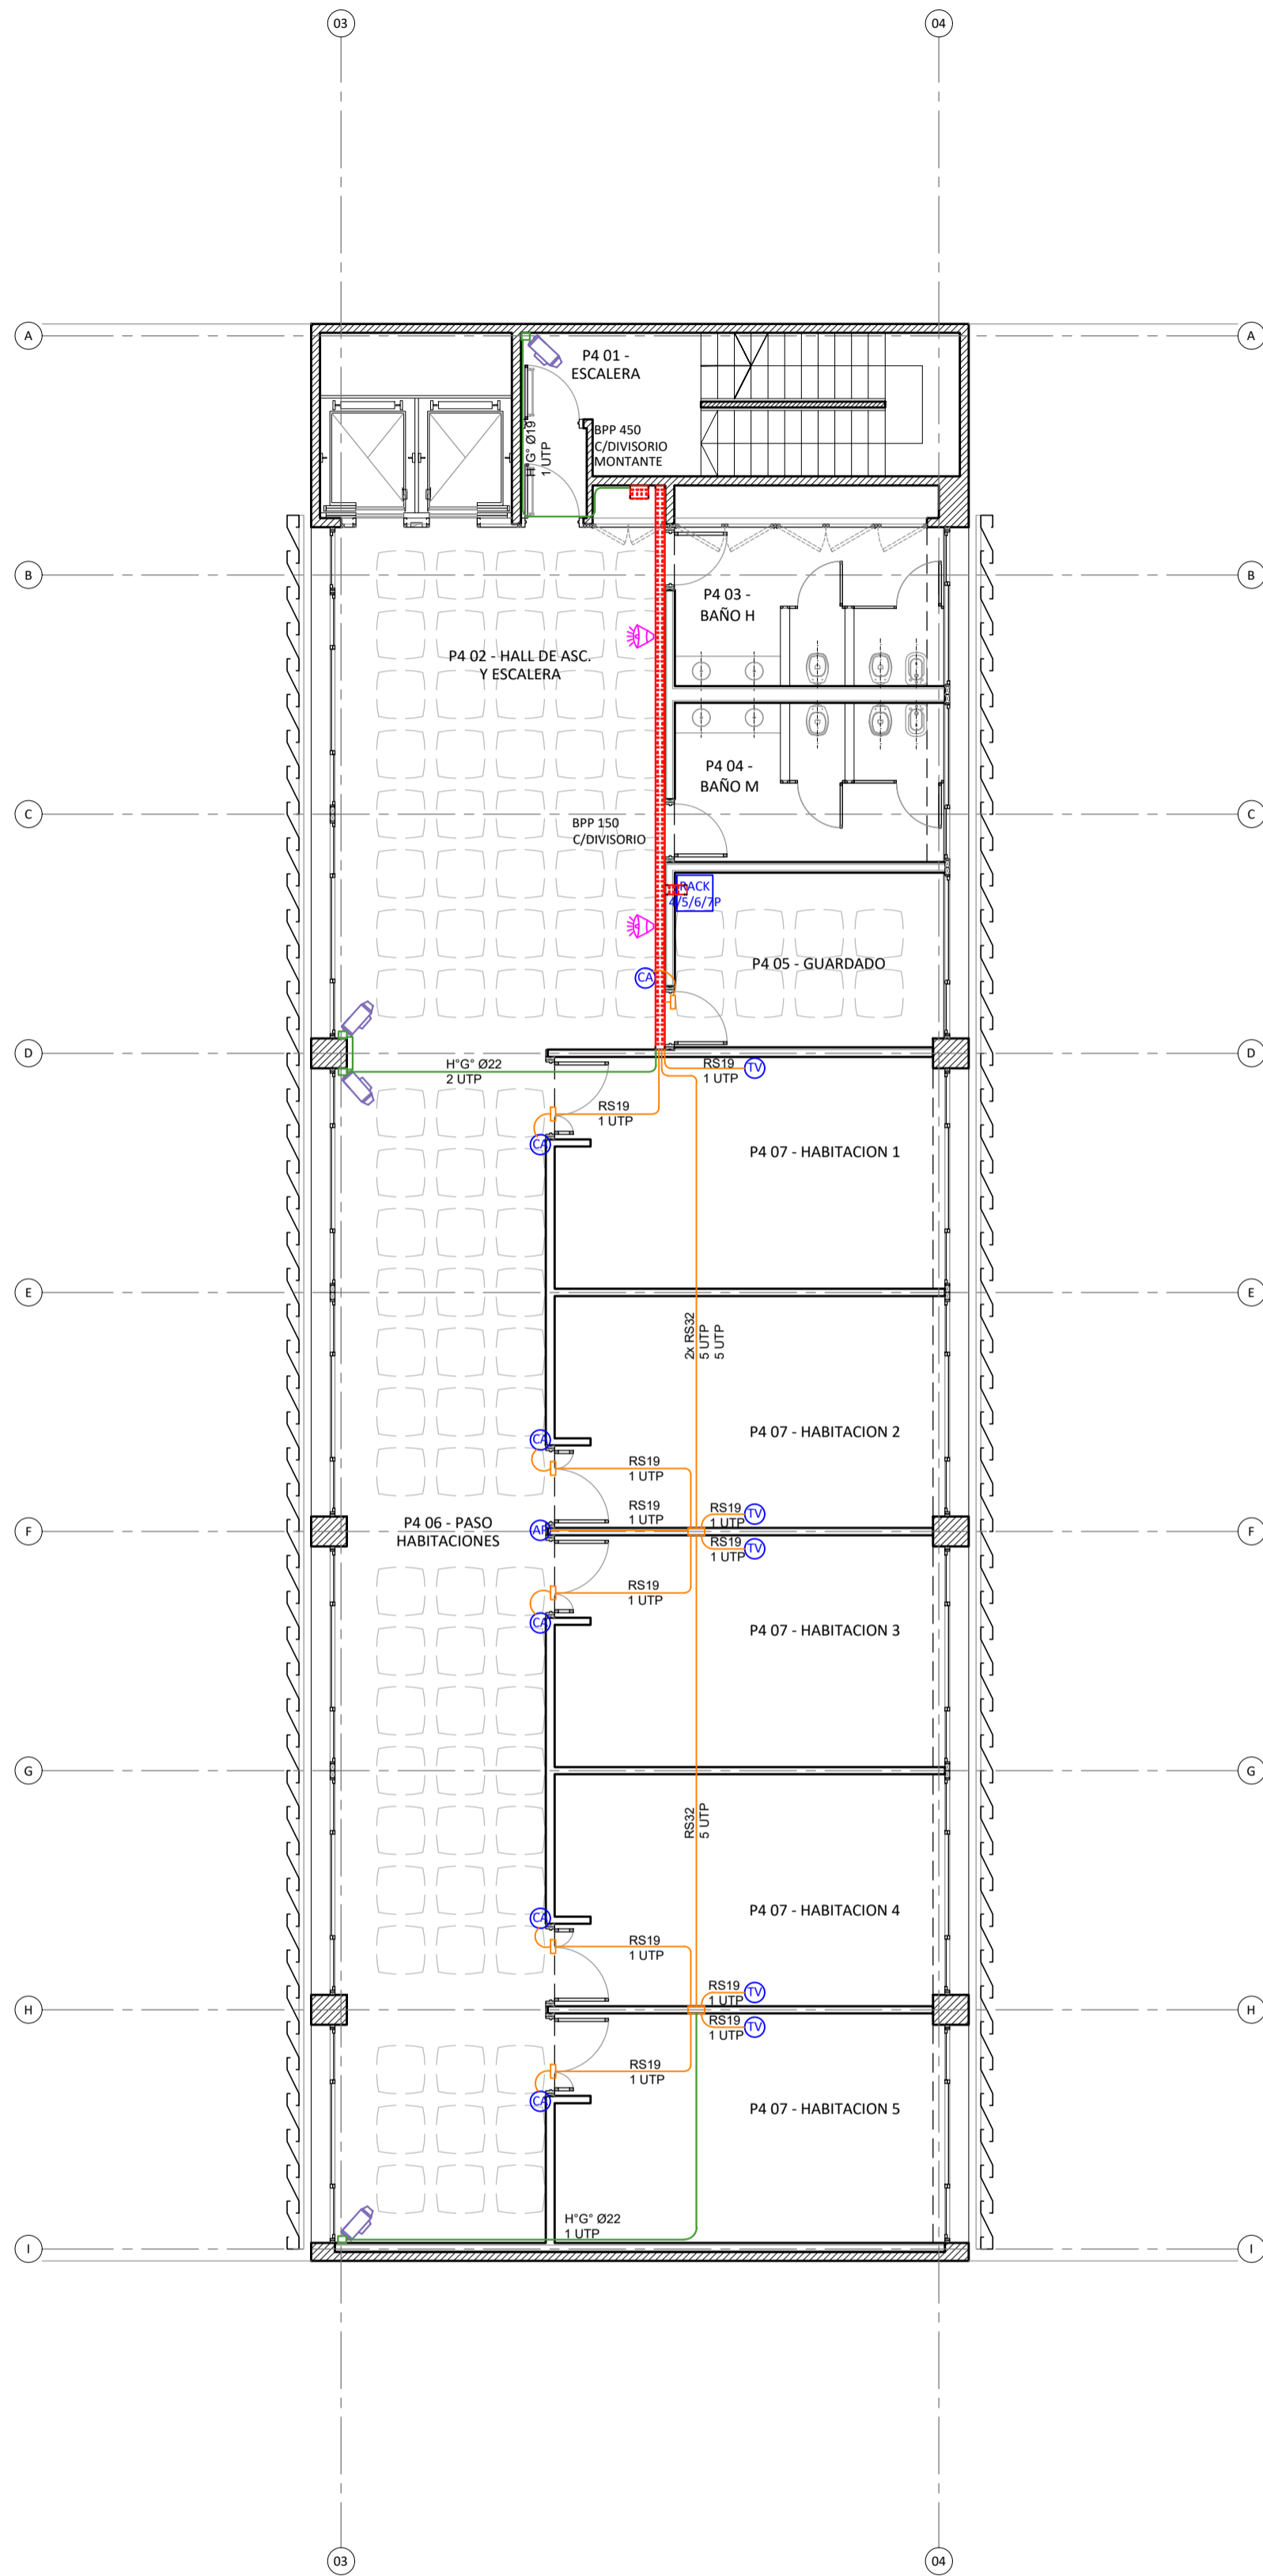 03
04
A
A
P4 01 -
ESCALERA
H°G° Ø19
1 UTP
BPP 450
C/DIVISORIO
MONTANTE
B
B
P4 03 -
BAÑO H
P4 02 - HALL DE ASC.
Y ESCALERA
P4 04 -
BAÑO M
C
C
BPP 150
C/DIVISORIO
RACK
4/5/6/7P
P4 05 - GUARDADO
CA
D
D
H°G° Ø22
2 UTP
RS19
1 UTP
TV
RS19
1 UTP
CA
P4 07 - HABITACION 1
E
E
2x RS32
5 UTP
5 UTP
P4 07 - HABITACION 2
CA
RS19
1 UTP
RS19
1 UTP
RS19
1 UTP
TV
P4 06 - PASO
HABITACIONES
AP
F
F
RS19
1 UTP
TV
RS19
1 UTP
CA
P4 07 - HABITACION 3
G
G
RS32
5 UTP
P4 07 - HABITACION 4
CA
RS19
1 UTP
RS19
1 UTP
TV
H
H
RS19
1 UTP
TV
RS19
1 UTP
CA
P4 07 - HABITACION 5
H°G° Ø22
1 UTP
I
I
03
04